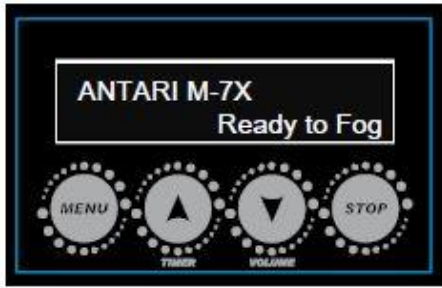 ANTARI M-7X
Ready to Fog
MENU
STOP
TIMER
VOLUME